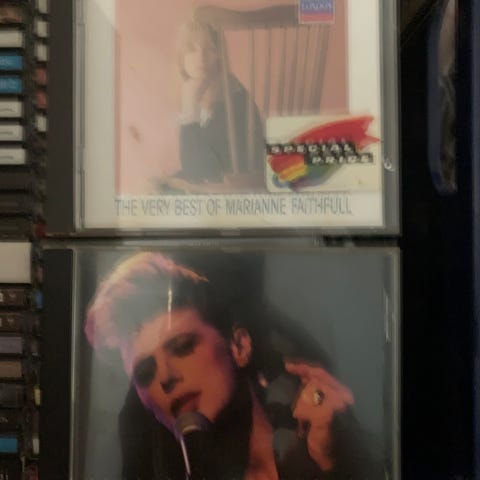 LONDON
SPECIAL
PRICE
THE VERY BEST OF MARIANNE FAITHFULL